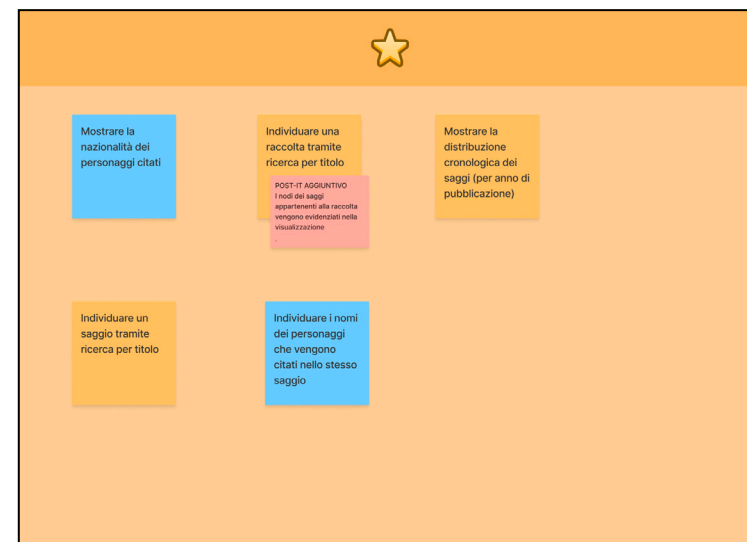 Mostrare la
nazionalità dei
personaggi citati
Individuare una
raccolta tramite
ricerca per titolo
POST-IT AGGIUNTIVO
I nodi dei saggi
appartenenti alla raccolta
vengono evidenziati nella
visualizzazione
.
Mostrare la
distribuzione
cronologica dei
saggi (per anno di
pubblicazione)
Individuare un
saggio tramite
ricerca per titolo
Individuare i nomi
dei personaggi
che vengono
citati nello stesso
saggio